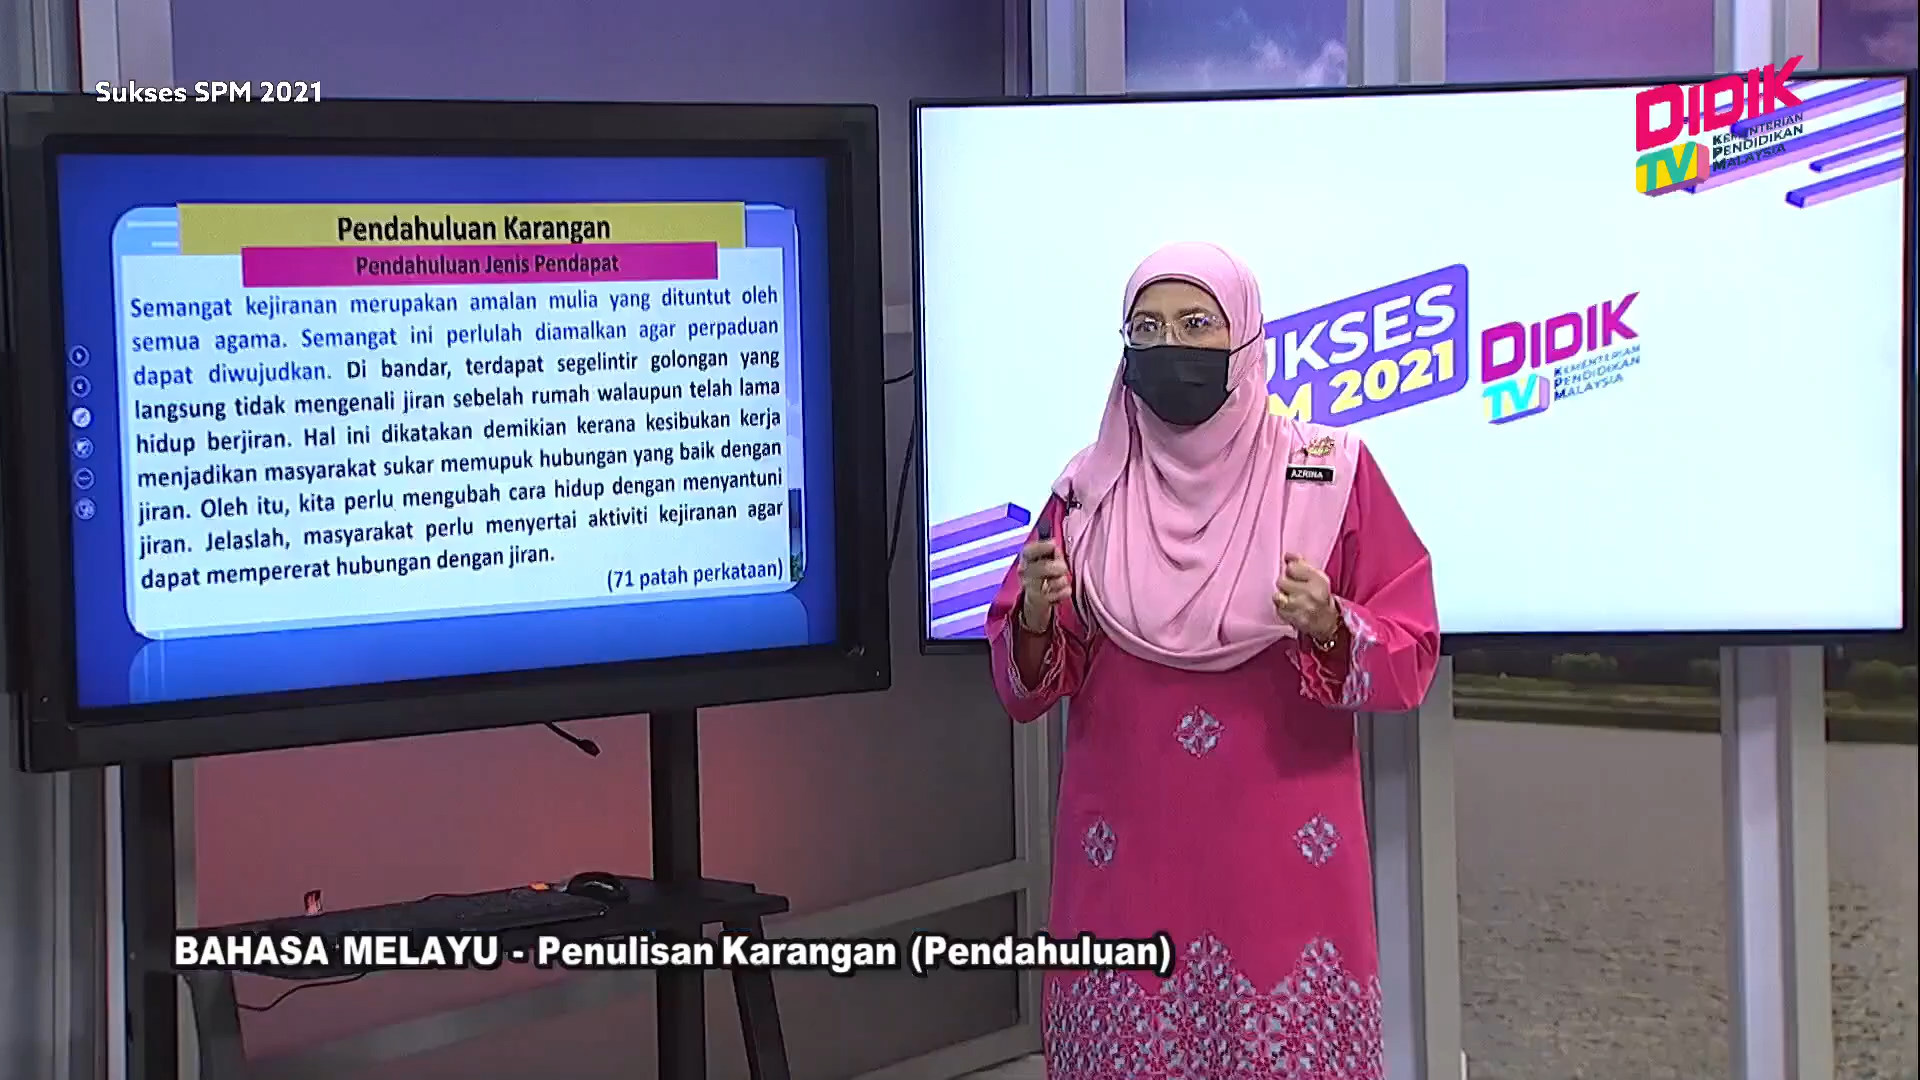 Sukses SPM 2021
Pendahuluan Karangan
Pendahuluan Jenis Pendapat
Semangat kejiranan merupakan amalan mulia yang dituntut oleh
semua agama. Semangat ini perlulah diamalkan agar perpaduan
dapat diwujudkan. Di bandar, terdapat segelintir golongan yang
langsung tidak mengenali jiran sebelah rumah walaupun telah lama
hidup berjiran. Hal ini dikatakan demikian kerana kesibukan kerja
menjadikan masyarakat sukar memupuk hubungan yang baik dengan
jiran. Oleh itu, kita perlu mengubah cara hidup dengan menyantuni
jiran. Jelaslah, masyarakat perlu menyertai aktiviti kejiranan agar
dapat mempererat hubungan dengan jiran.
(71 patah perkataan)
DIDIK
TV
KEMENTERIAN
PENDIDIKAN
MALAYSIA
UKSES
M 2021
DIDIK
TV
KEMENTERIAN
PENDIDIKAN
MALAYSIA
AZRINA
BAHASA MELAYU - Penulisan Karangan (Pendahuluan)